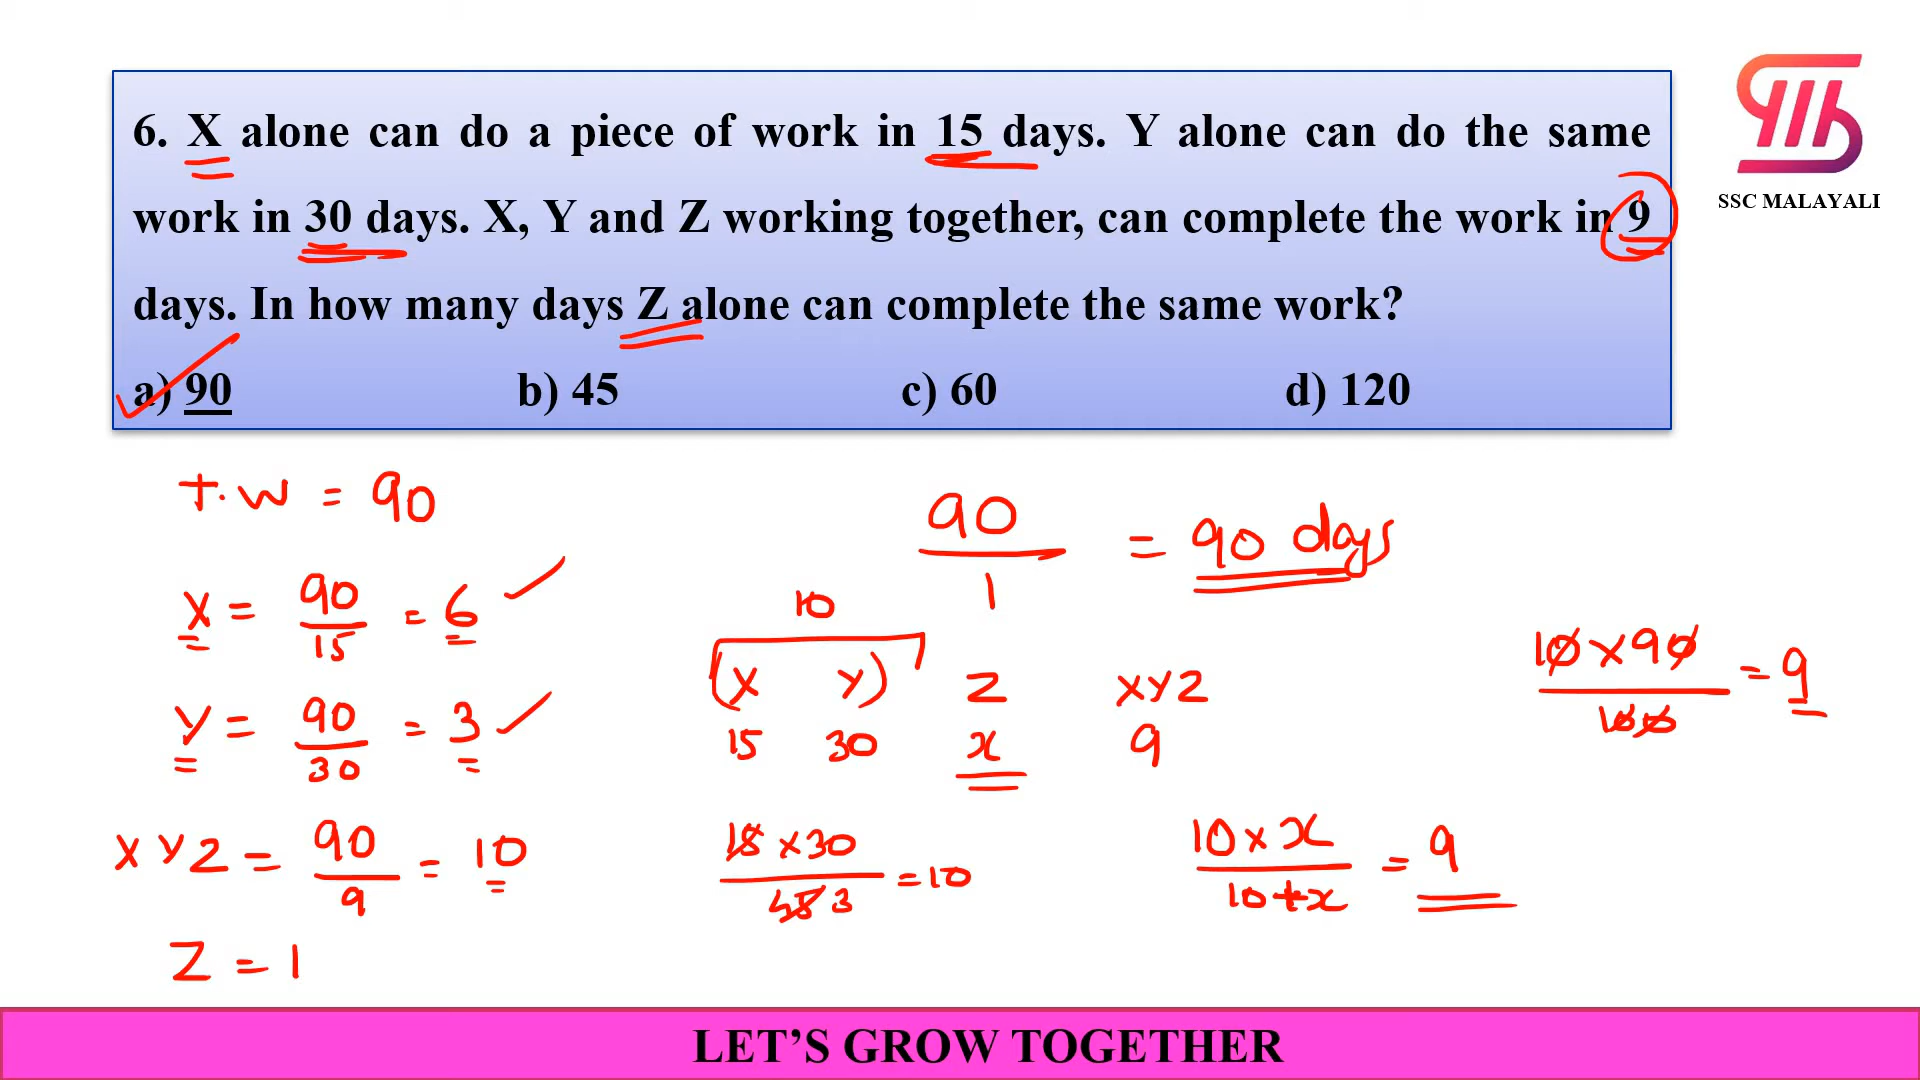 6. X alone can do a piece of work in 15 days. Y alone can do the same
work in 30 days. X, Y and Z working together, can complete the work in 9
days. In how many days Z alone can complete the same work?
a) 90 b) 45 c) 60 d) 120
SSC MALAYALI
T.W = 90
X = 90/15 = 6
Y = 90/30 = 3
XYZ = 90/9 = 10
Z = 1
90/1 = 90 days
10
(X Y) Z XYZ
15 30 x 9
15 x 30 / 45 3 = 10
10 x x / 10 + x = 9
10 x 90 / 100 = 9
LET’S GROW TOGETHER